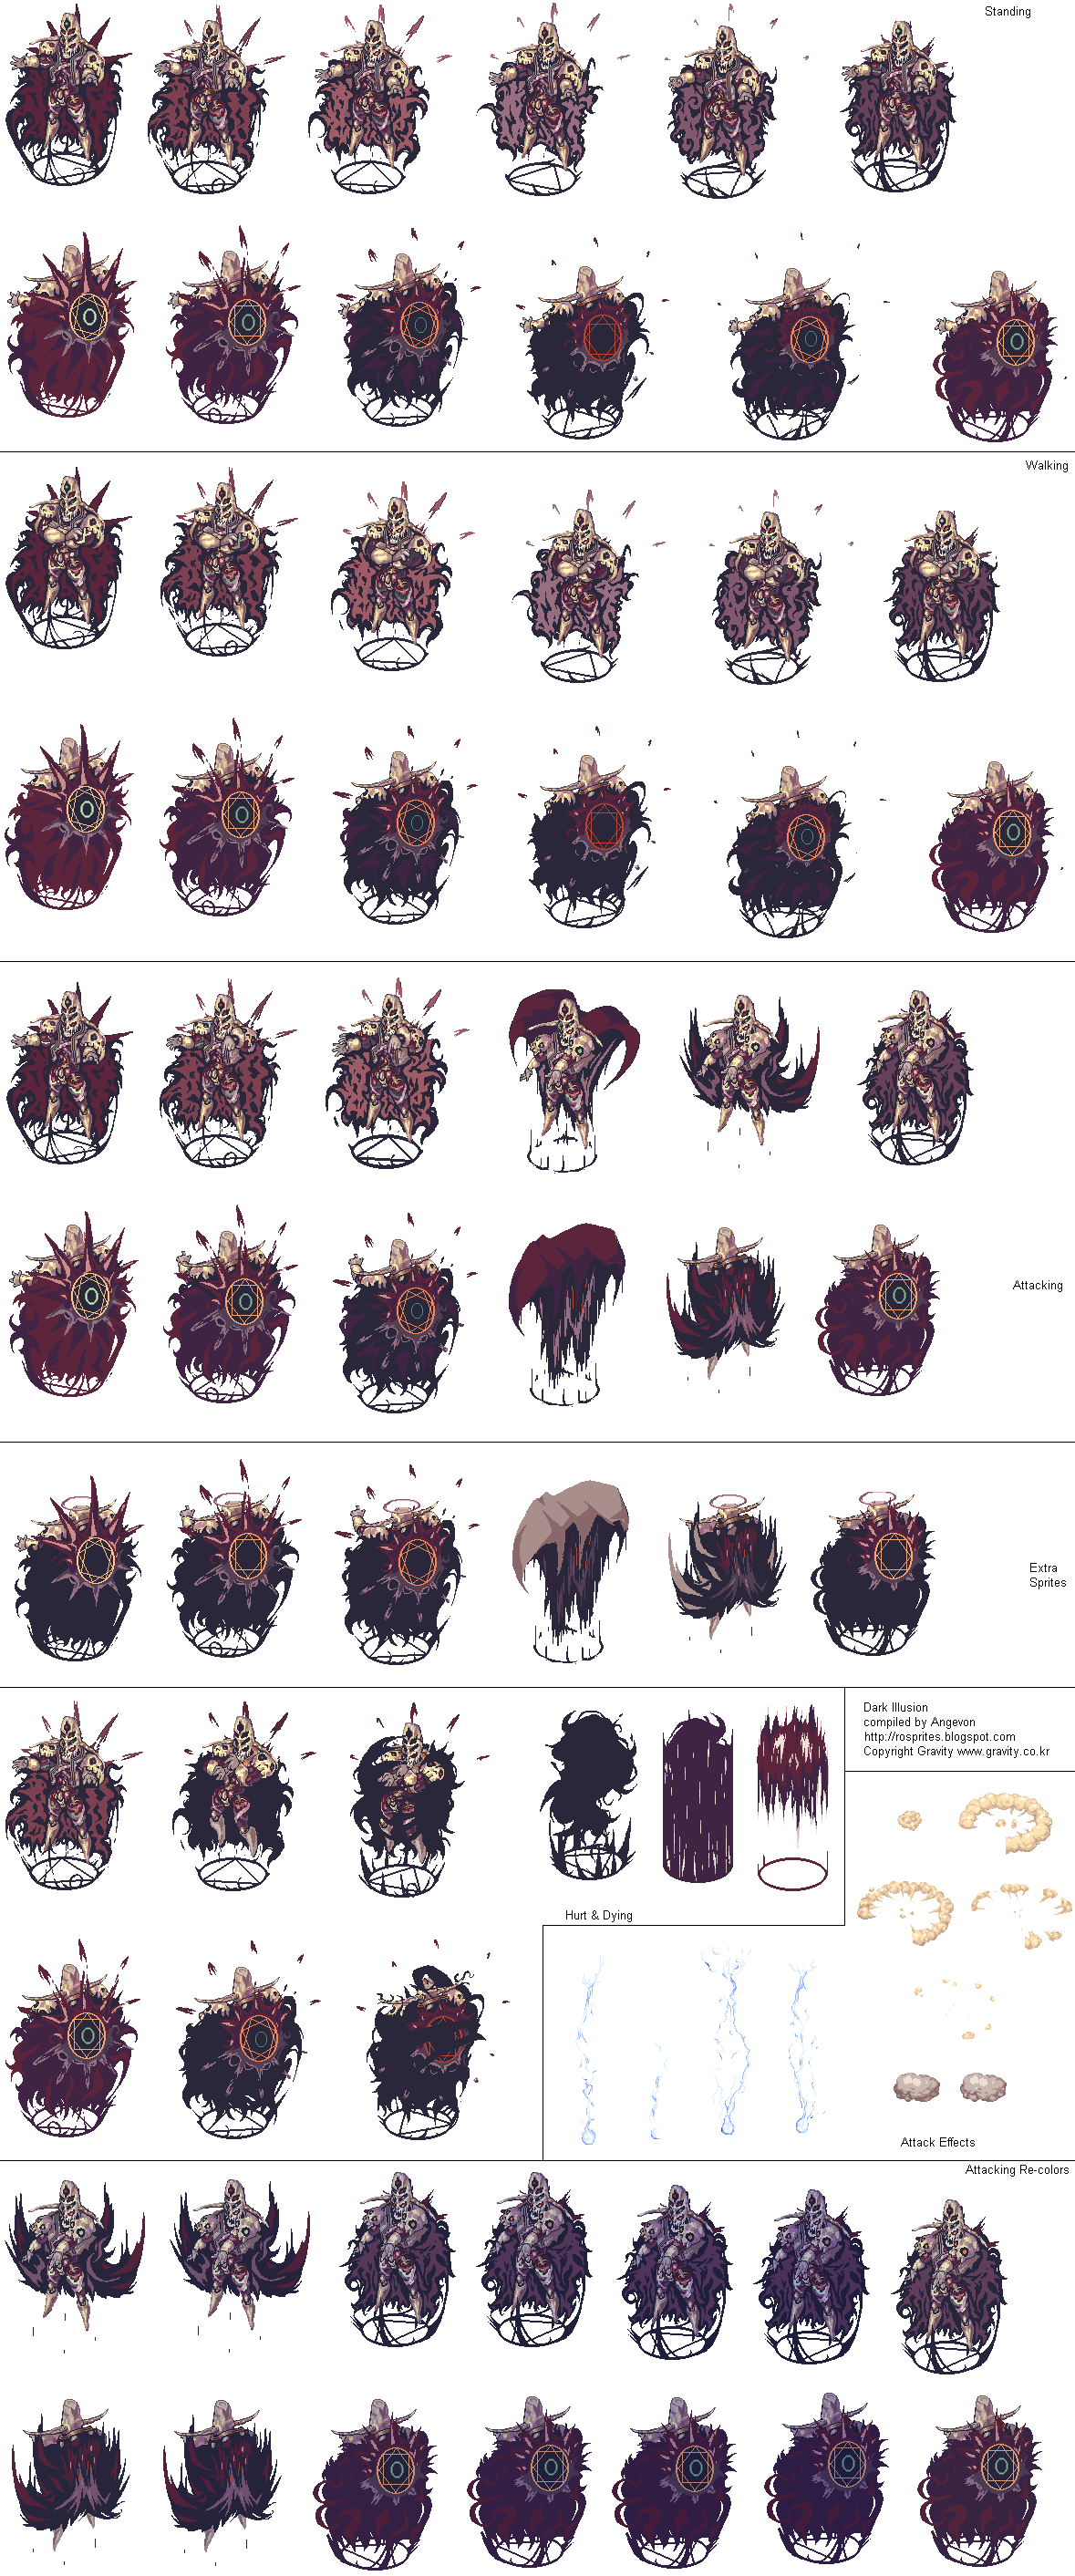 Standing
Walking
Attacking
Extra
Sprites
Dark Illusion
compiled by Angevon
http://rosprites.blogspot.com
Copyright Gravity www.gravity.co.kr
Hurt & Dying
Attack Effects
Attacking Re-colors